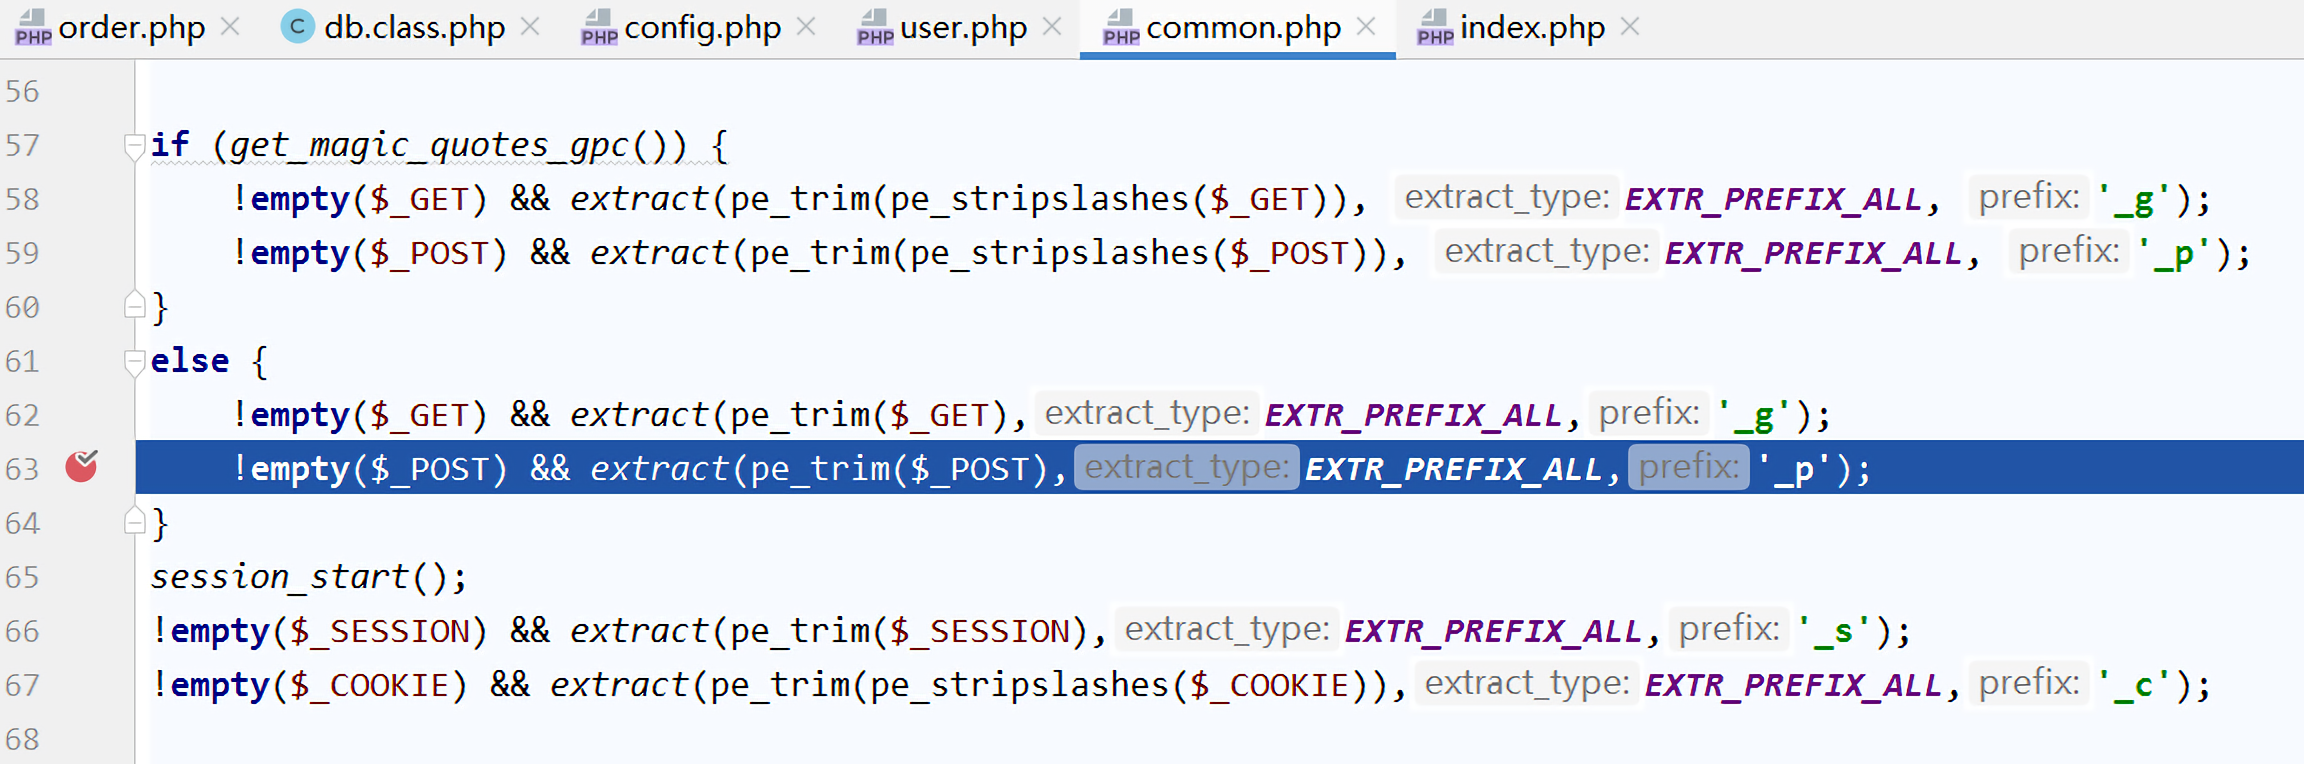 order.php db.class.php config.php user.php common.php index.php
56
57 if (get_magic_quotes_gpc()) {
58 !empty($_GET) && extract(pe_trim(pe_stripslashes($_GET)), extract_type: EXTR_PREFIX_ALL, prefix: '_g');
59 !empty($_POST) && extract(pe_trim(pe_stripslashes($_POST)), extract_type: EXTR_PREFIX_ALL, prefix: '_p');
60 }
61 else {
62 !empty($_GET) && extract(pe_trim($_GET), extract_type: EXTR_PREFIX_ALL, prefix: '_g');
63 !empty($_POST) && extract(pe_trim($_POST), extract_type: EXTR_PREFIX_ALL, prefix: '_p');
64 }
65 session_start();
66 !empty($_SESSION) && extract(pe_trim($_SESSION), extract_type: EXTR_PREFIX_ALL, prefix: '_s');
67 !empty($_COOKIE) && extract(pe_trim(pe_stripslashes($_COOKIE)), extract_type: EXTR_PREFIX_ALL, prefix: '_c');
68